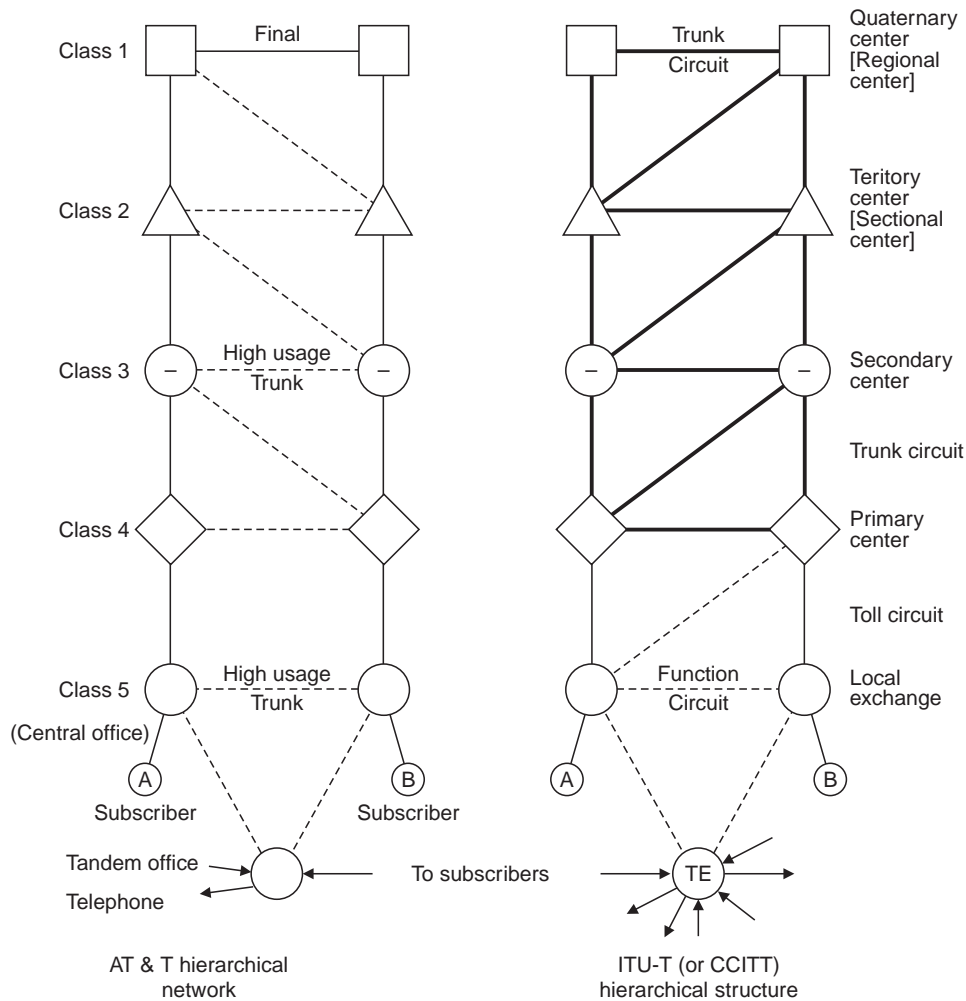 Class 1
Final
Trunk
Circuit
Quaternary
center
[Regional
center]
Class 2
Teritory
center
[Sectional
center]
Class 3
–
High usage
Trunk
–
–
–
Secondary
center
Trunk circuit
Class 4
Primary
center
Toll circuit
Class 5
High usage
Trunk
Function
Circuit
Local
exchange
(Central office)
A
B
A
B
Subscriber
Subscriber
Tandem office
Telephone
To subscribers
TE
AT & T hierarchical
network
ITU-T (or CCITT)
hierarchical structure